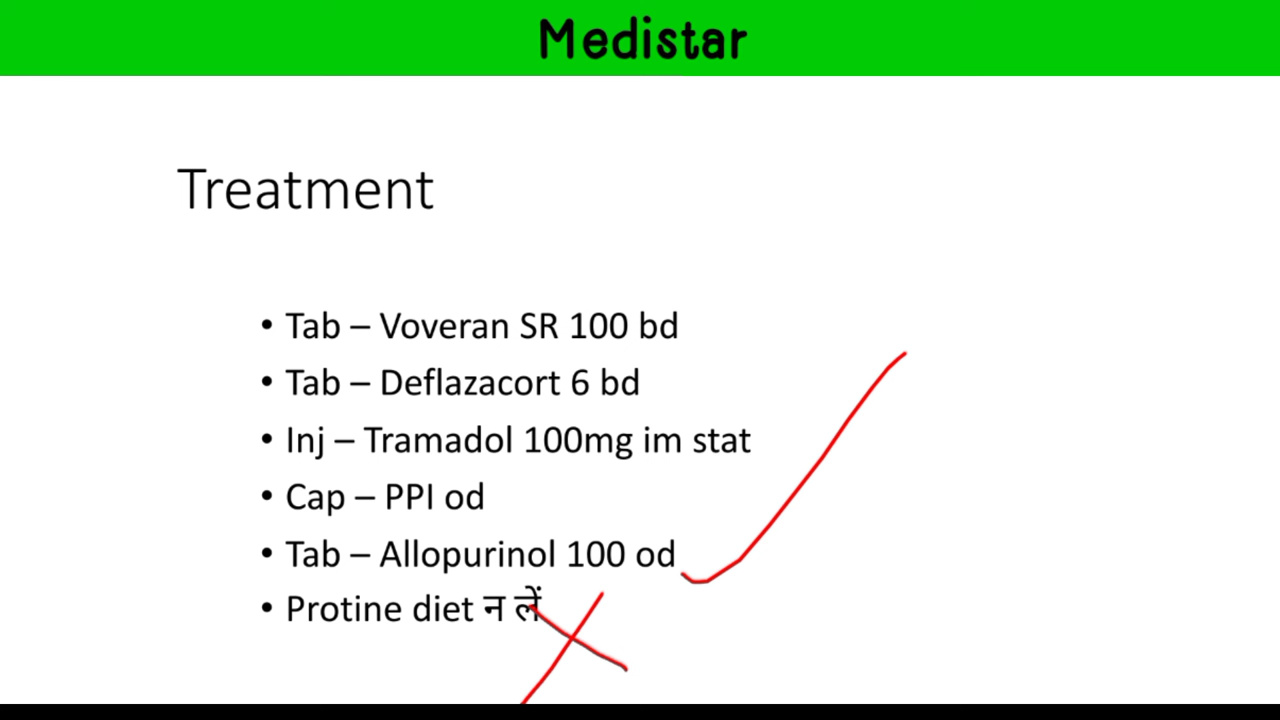 Medistar
Treatment
• Tab – Voveran SR 100 bd
• Tab – Deflazacort 6 bd
• Inj – Tramadol 100mg im stat
• Cap – PPI od
• Tab – Allopurinol 100 od
• Protine diet न लें